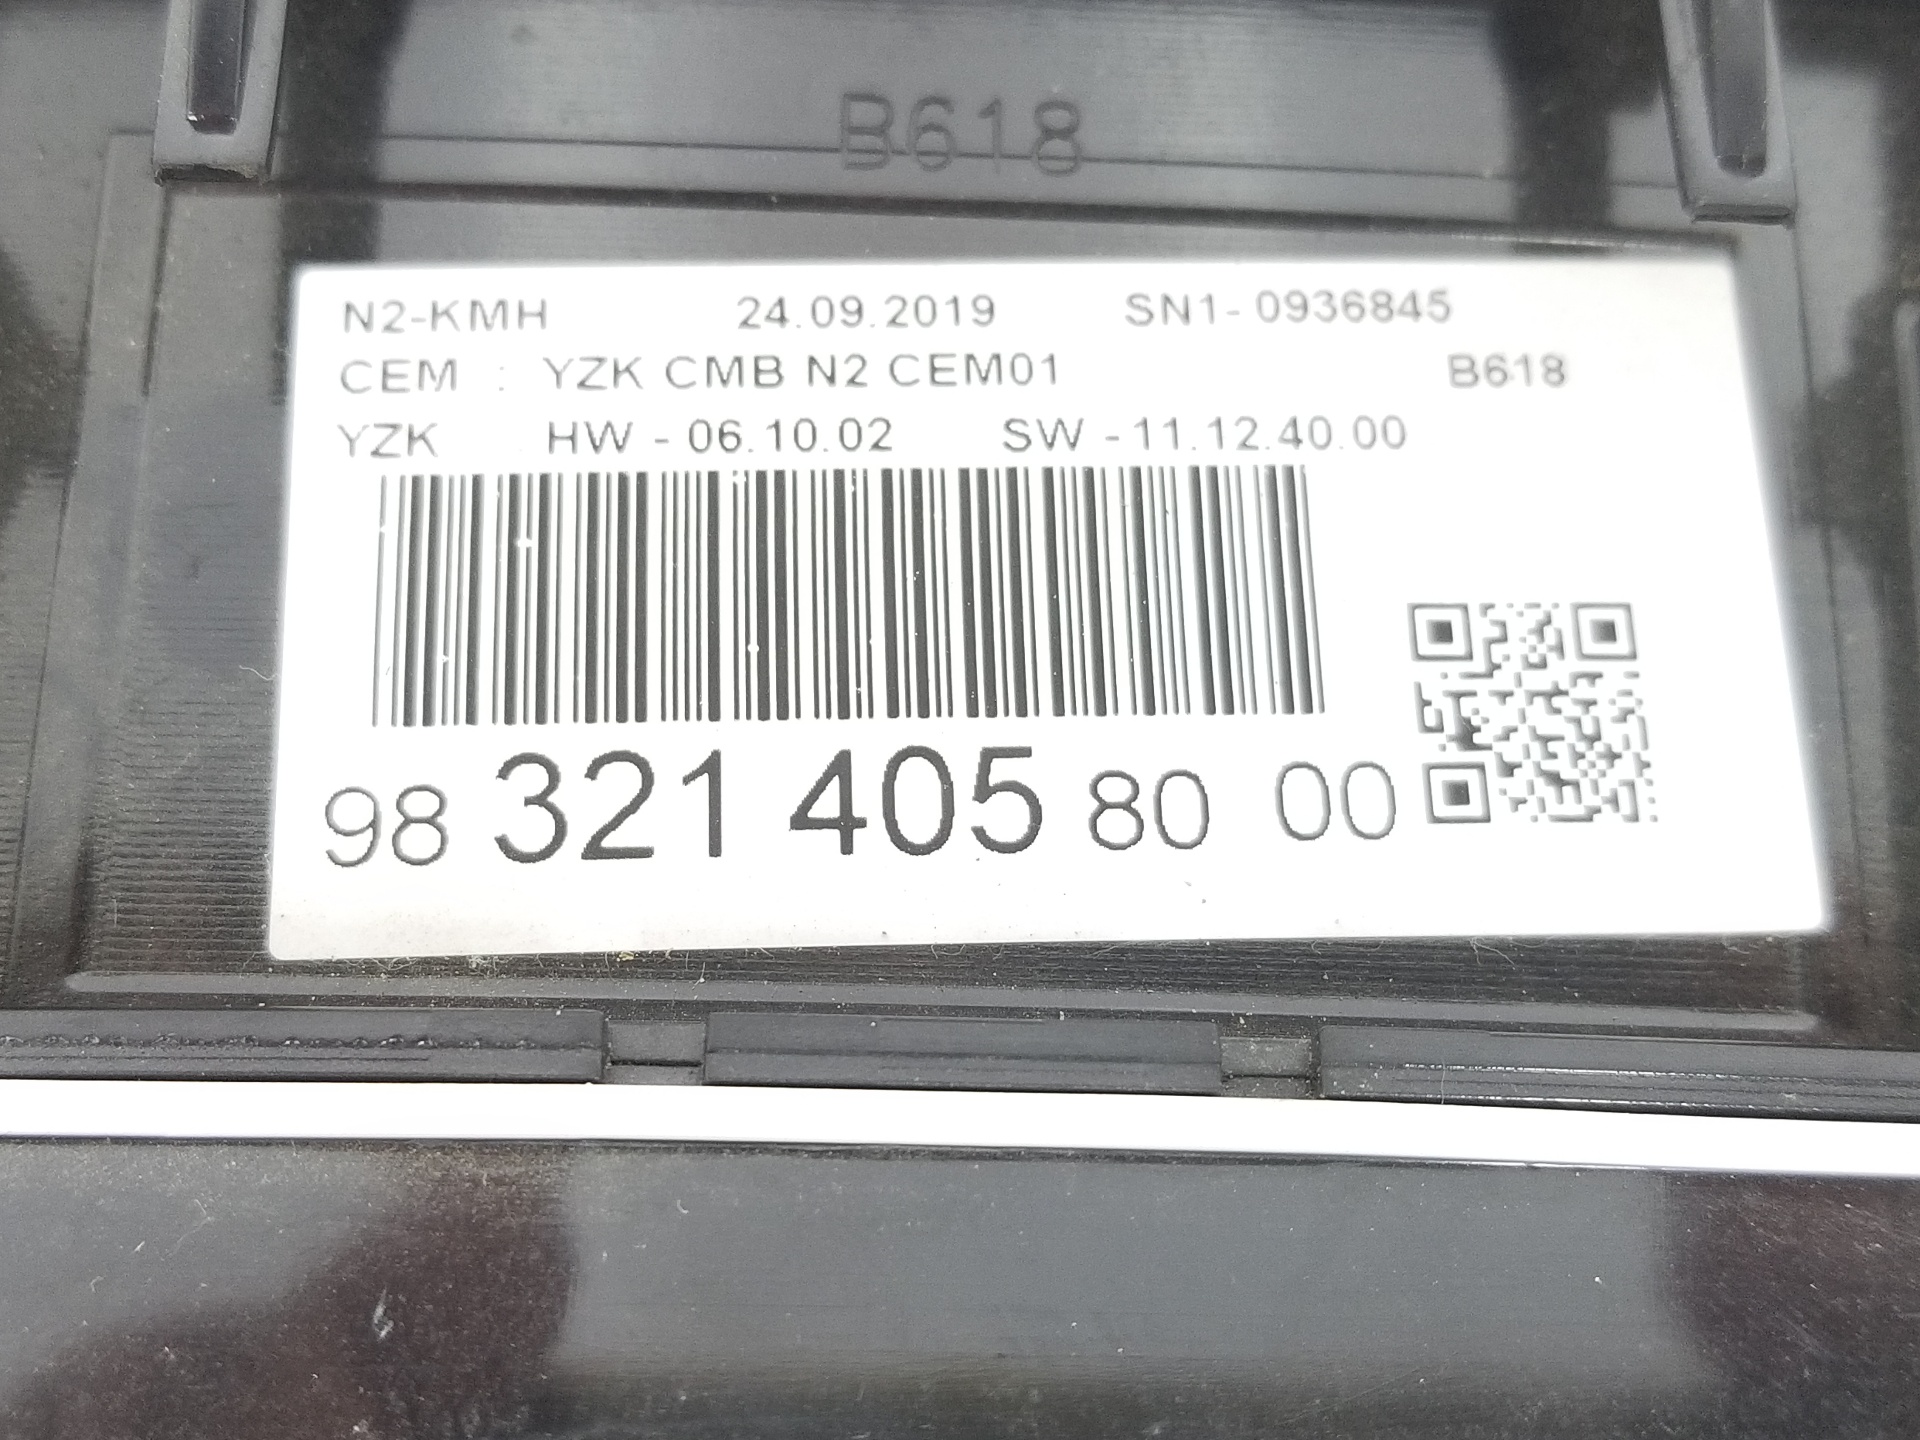 B618
N2-KMH 24.09.2019 SN1-0936845
CEM : YZK CMB N2 CEM01 B618
YZK HW - 06.10.02 SW - 11.12.40.00
98 321 405 80 00